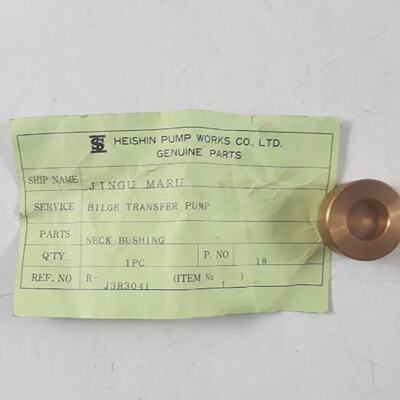 HEISHIN PUMP WORKS CO., LTD.
GENUINE PARTS
SHIP NAME JINGU MARU
SERVICE BILGE TRANSFER PUMP
PARTS NECK BUSHING
Q'TY 1PC P. NO 18
REF. NO R-J3R3041 (ITEM No 1 )